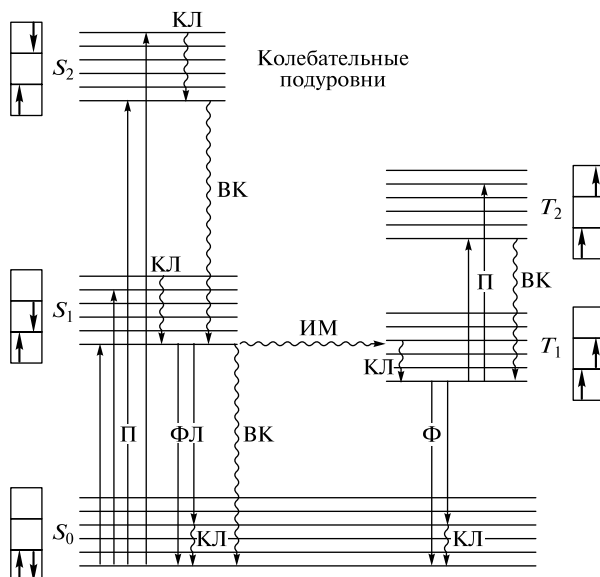 КЛ
S₂
Колебательные
подуровни
ВК
T₂
КЛ
П
ВК
S₁
ИМ
T₁
КЛ
П
ФЛ
ВК
Ф
S₀
КЛ
КЛ